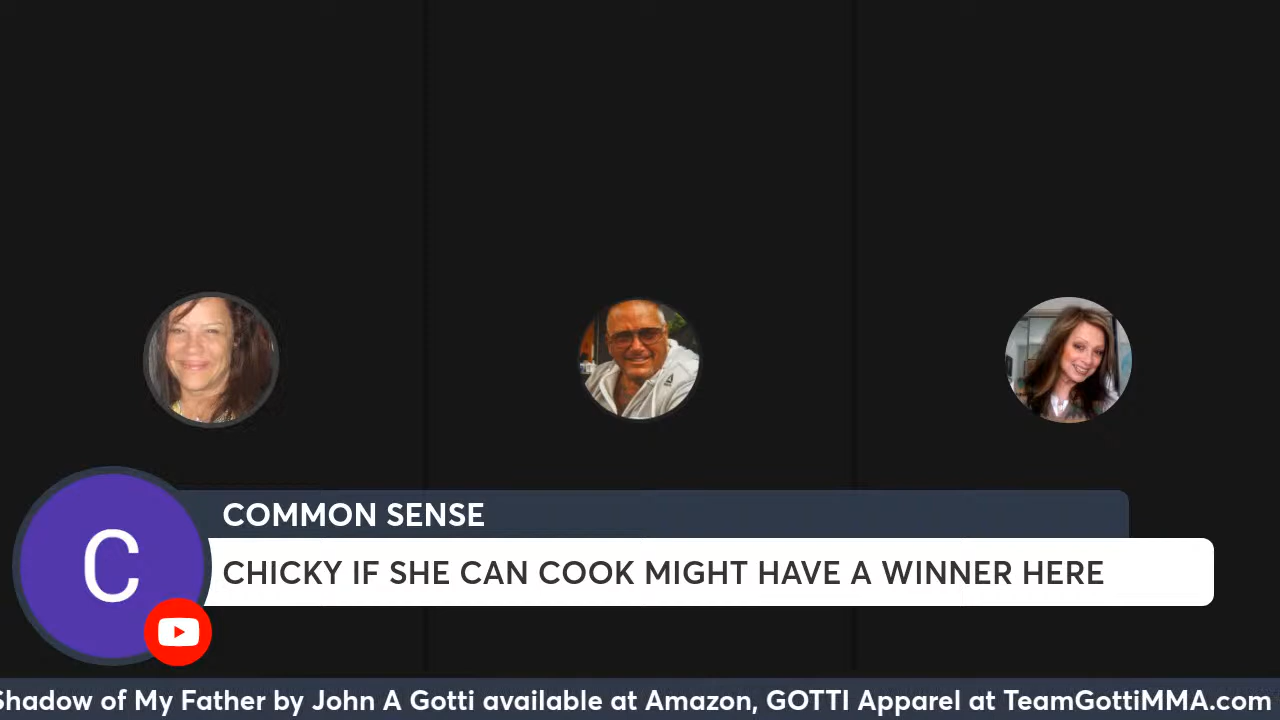 C
COMMON SENSE
CHICKY IF SHE CAN COOK MIGHT HAVE A WINNER HERE
Shadow of My Father by John A Gotti available at Amazon, GOTTI Apparel at TeamGottiMMA.com